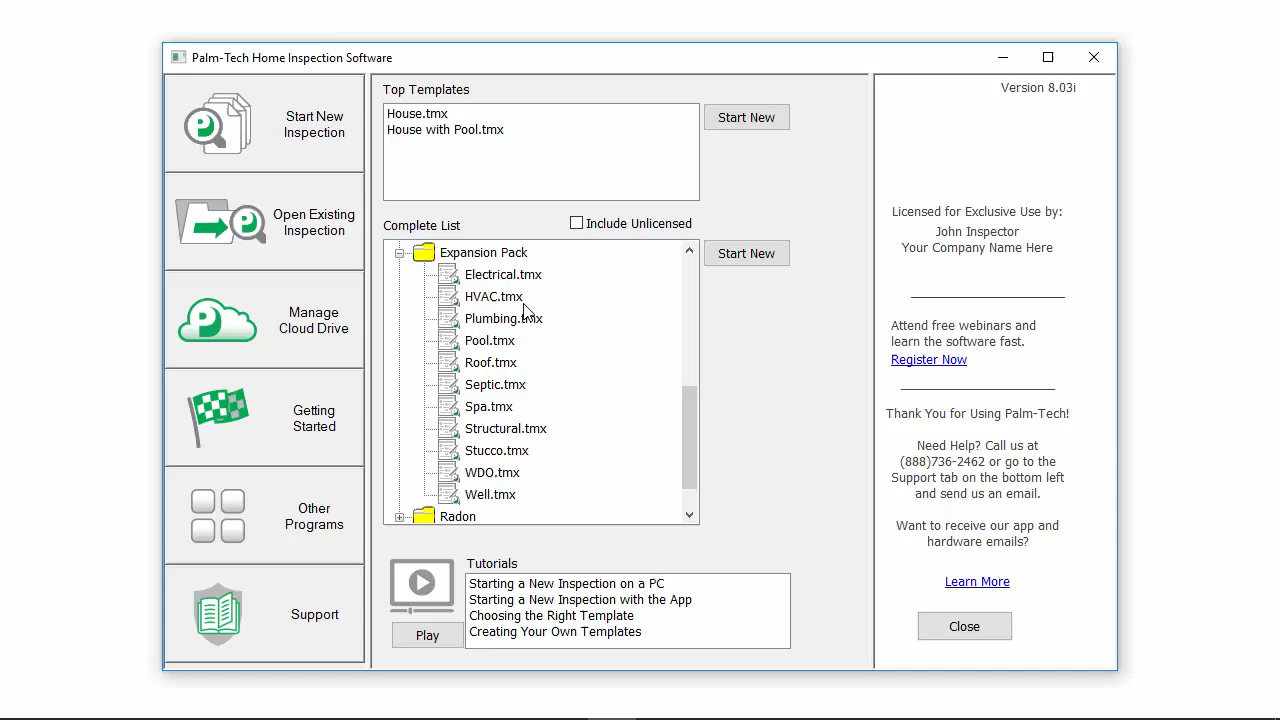 Palm-Tech Home Inspection Software
Start New
Inspection
Open Existing
Inspection
Manage
Cloud Drive
Getting
Started
Other
Programs
Support
Top Templates
House.tmx
House with Pool.tmx
Start New
Complete List
Include Unlicensed
Expansion Pack
Electrical.tmx
HVAC.tmx
Plumbing.tmx
Pool.tmx
Roof.tmx
Septic.tmx
Spa.tmx
Structural.tmx
Stucco.tmx
WDO.tmx
Well.tmx
Radon
Start New
Tutorials
Starting a New Inspection on a PC
Starting a New Inspection with the App
Choosing the Right Template
Creating Your Own Templates
Play
Version 8.03i
Licensed for Exclusive Use by:
John Inspector
Your Company Name Here
Attend free webinars and
learn the software fast.
Register Now
Thank You for Using Palm-Tech!
Need Help? Call us at
(888)736-2462 or go to the
Support tab on the bottom left
and send us an email.
Want to receive our app and
hardware emails?
Learn More
Close